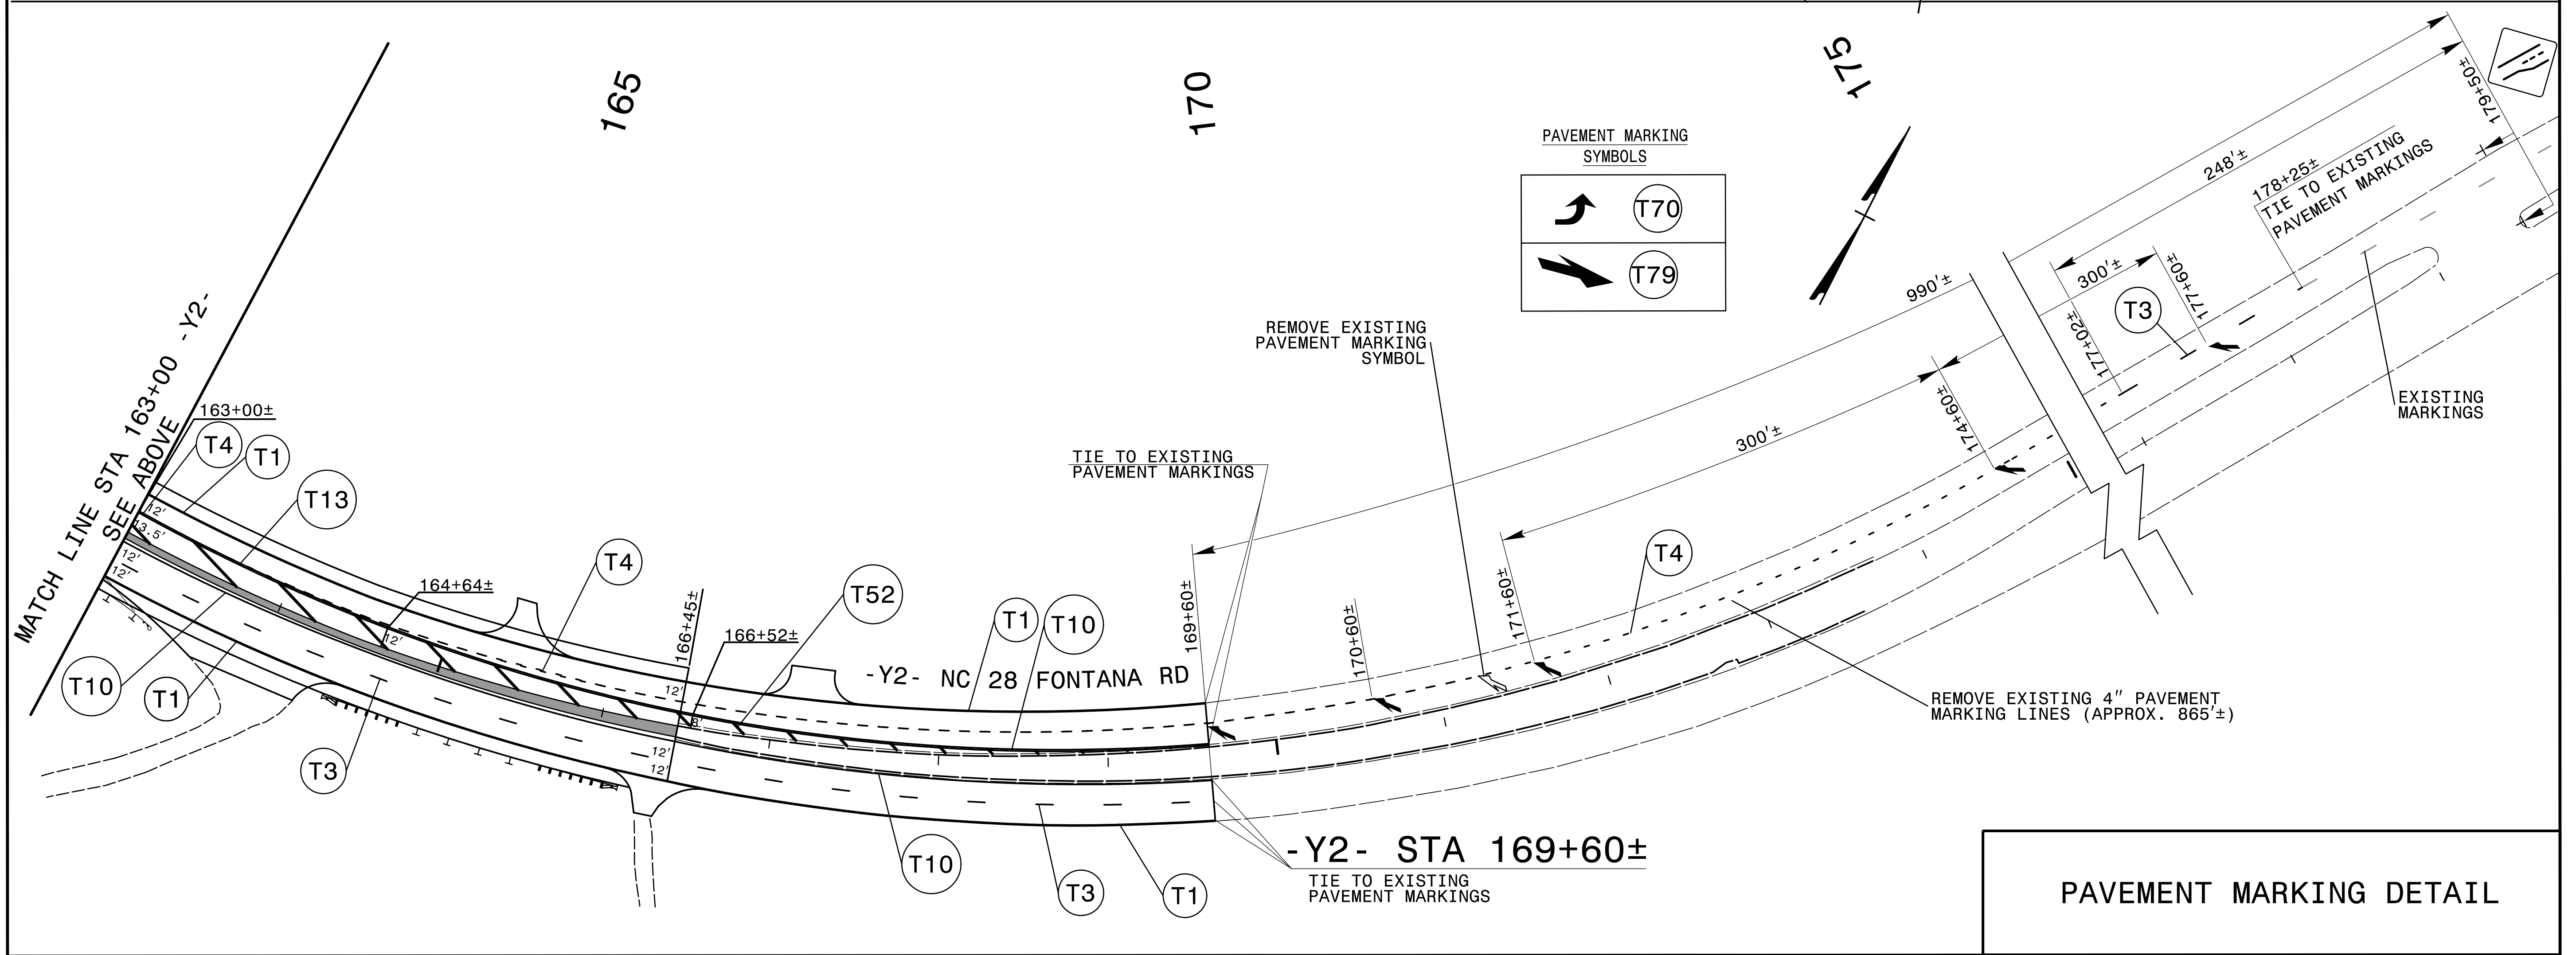 165
170
175
PAVEMENT MARKING
SYMBOLS
T70
T79
179+50±
248'±
178+25±
TIE TO EXISTING
PAVEMENT MARKINGS
990'±
300'±
177+60±
T3
177+02±
REMOVE EXISTING
PAVEMENT MARKING
SYMBOL
EXISTING
MARKINGS
174+60±
300'±
MATCH LINE STA 163+00 -Y2-
SEE ABOVE
163+00±
T4
T1
T13
TIE TO EXISTING
PAVEMENT MARKINGS
12'
13.5'
12'
12'
T4
164+64±
12'
T52
166+45±
166+52±
T1
T10
169+60±
170+60±
171+60±
T4
12'
8'
-Y2- NC 28 FONTANA RD
T10
T1
REMOVE EXISTING 4" PAVEMENT
MARKING LINES (APPROX. 865'±)
T3
12'
12'
-Y2- STA 169+60±
TIE TO EXISTING
PAVEMENT MARKINGS
T10
T3
T1
PAVEMENT MARKING DETAIL